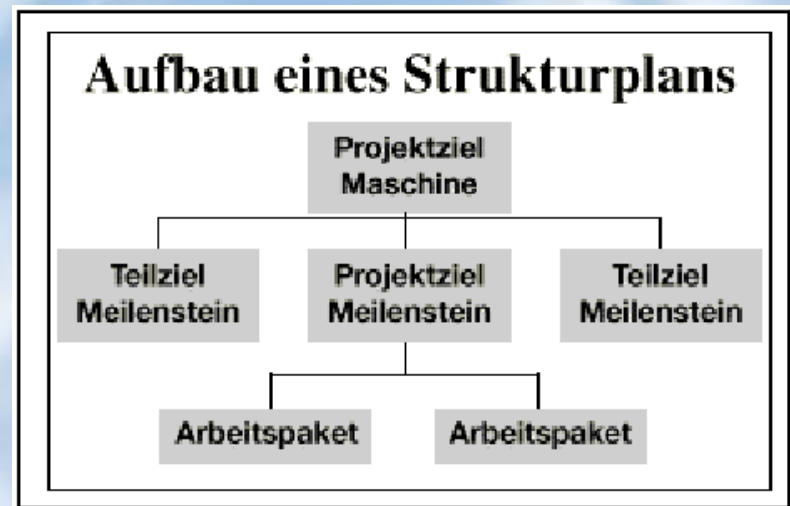 Aufbau eines Strukturplans
Projektziel
Maschine
Teilziel
Meilenstein
Projektziel
Meilenstein
Teilziel
Meilenstein
Arbeitspaket
Arbeitspaket